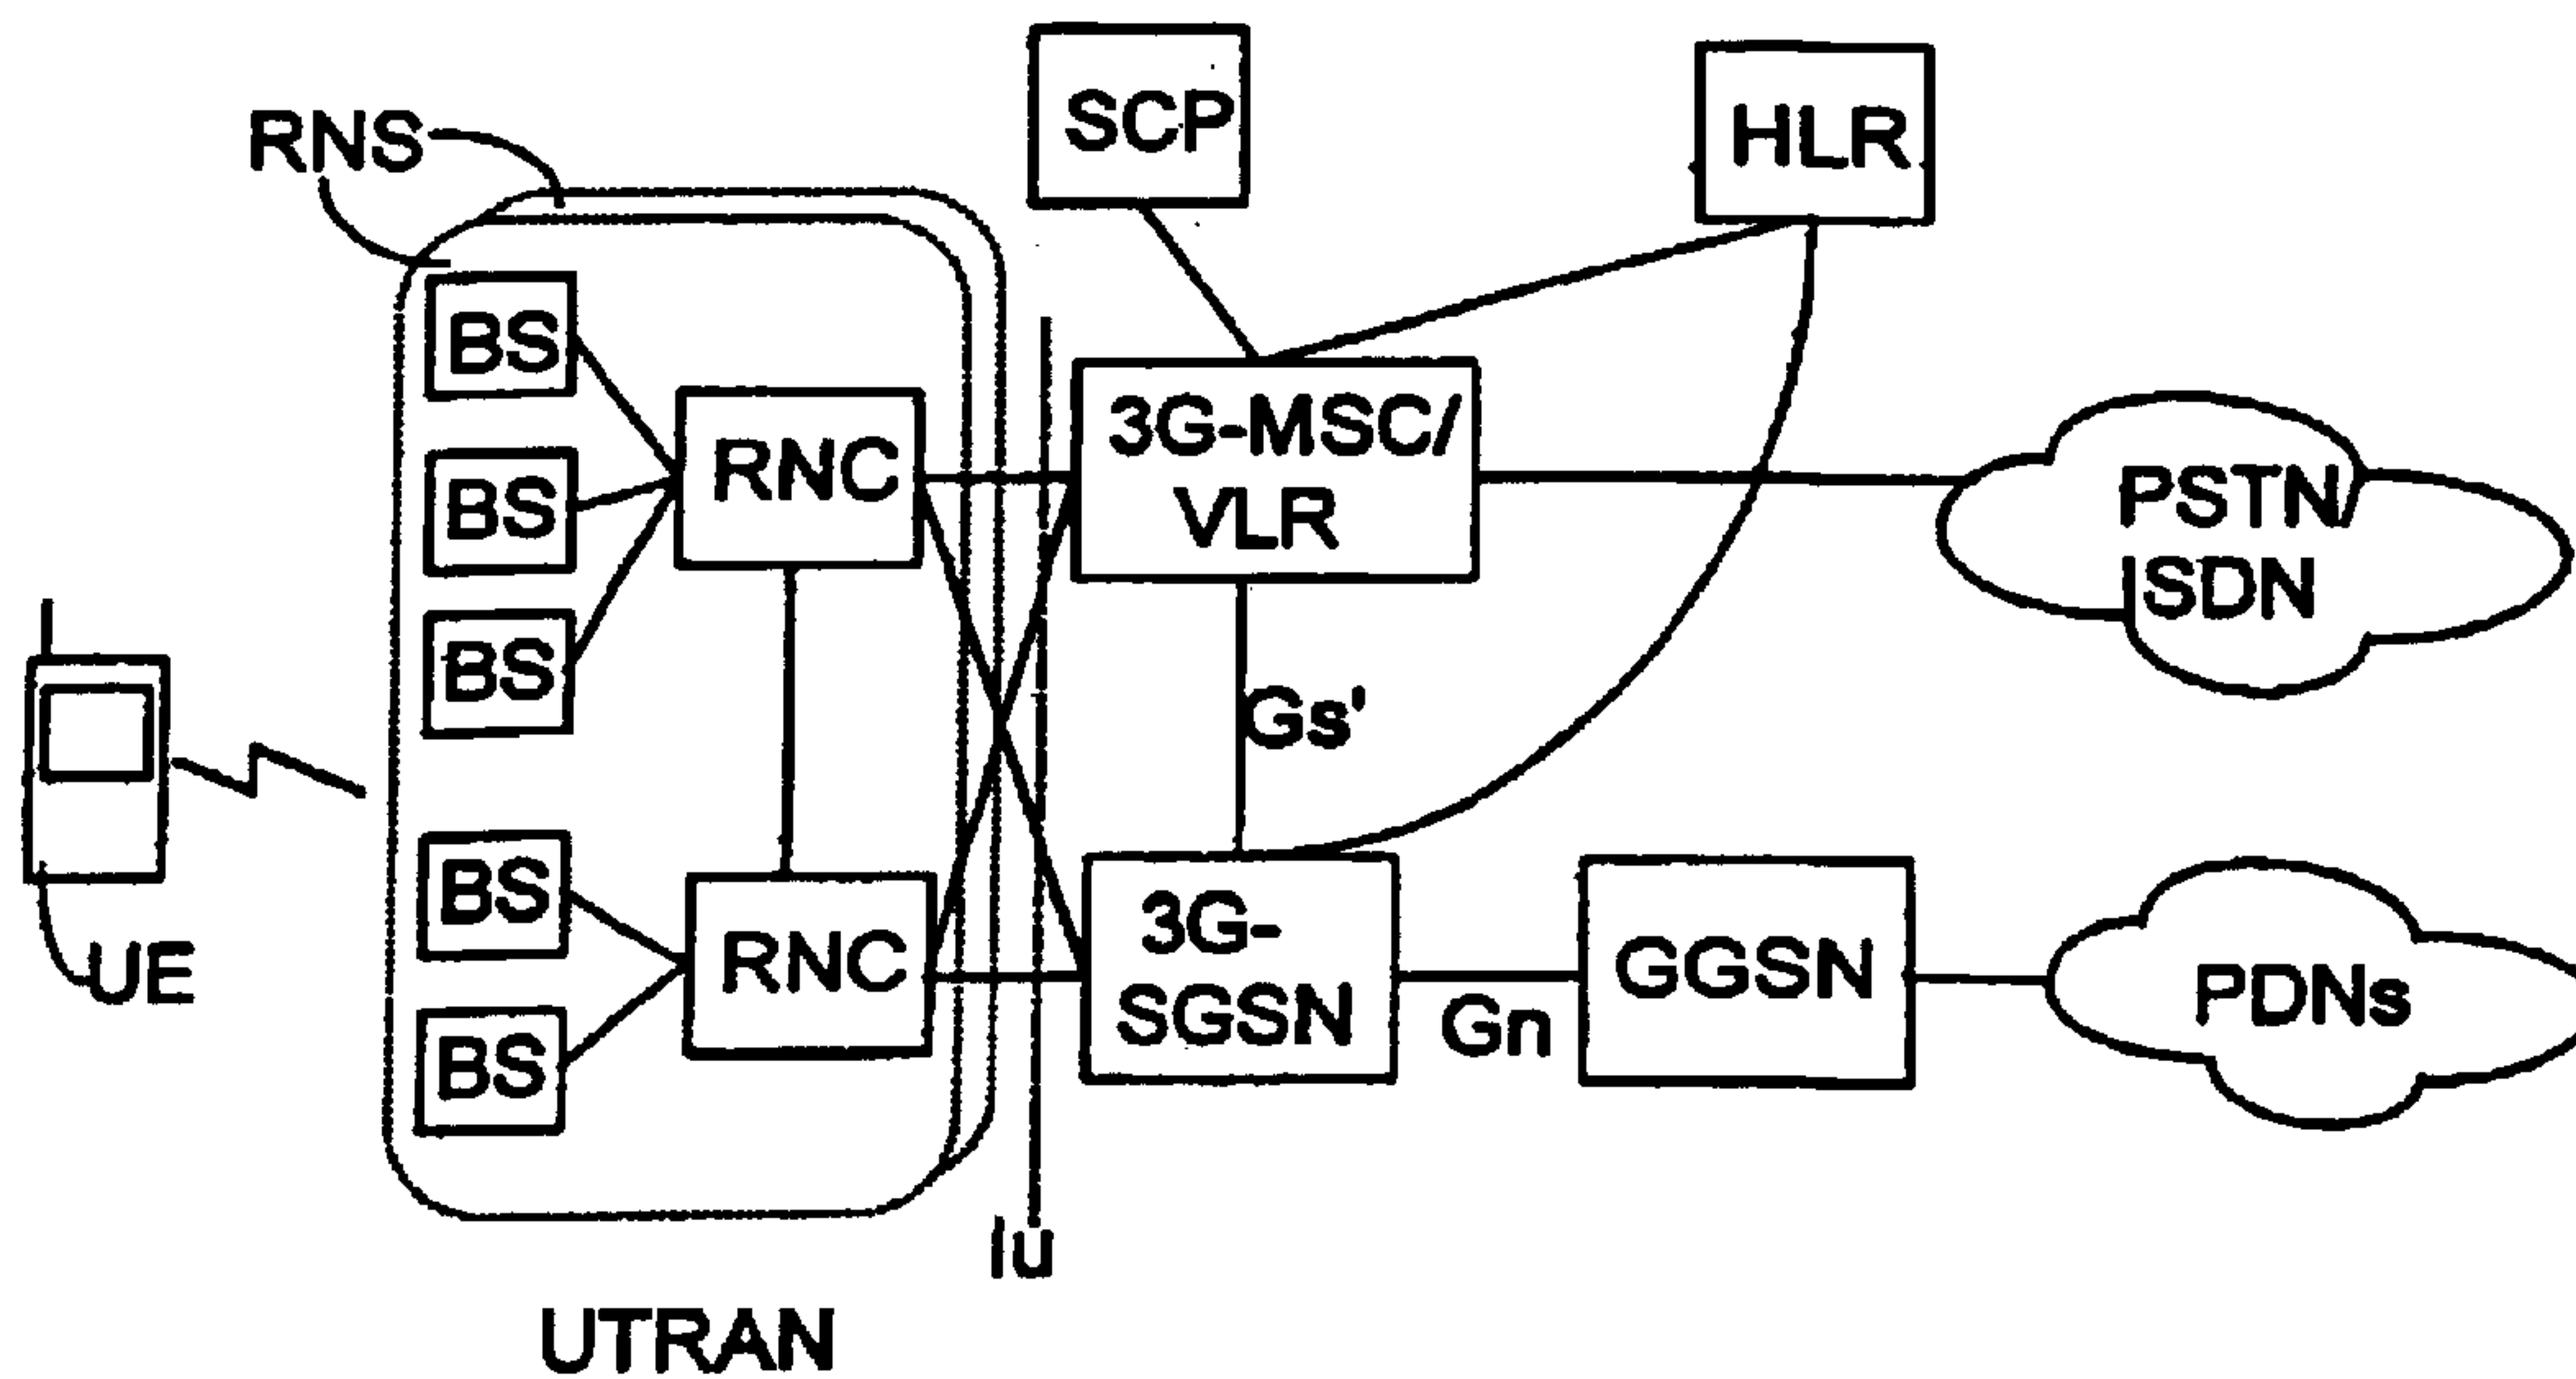 SCP
HLR
RNS
BS
BS
BS
RNC
3G-MSC/
VLR
PSTN/
ISDN
Gs'
UE
BS
BS
RNC
3G-
SGSN
Gn
GGSN
PDNs
Iu
UTRAN